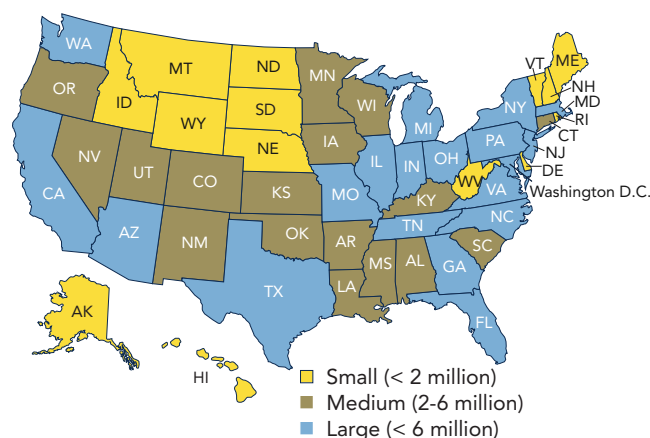 WA
MT
ND
MN
VT
ME
OR
ID
SD
WI
NH
WY
NY
MD
MI
RI
NE
IA
PA
CT
NV
UT
IL
IN
OH
NJ
CO
DE
CA
KS
MO
WV
VA
Washington D.C.
KY
NC
AZ
NM
OK
AR
TN
SC
MS
AL
GA
TX
LA
AK
FL
HI
Small (< 2 million)
Medium (2-6 million)
Large (< 6 million)